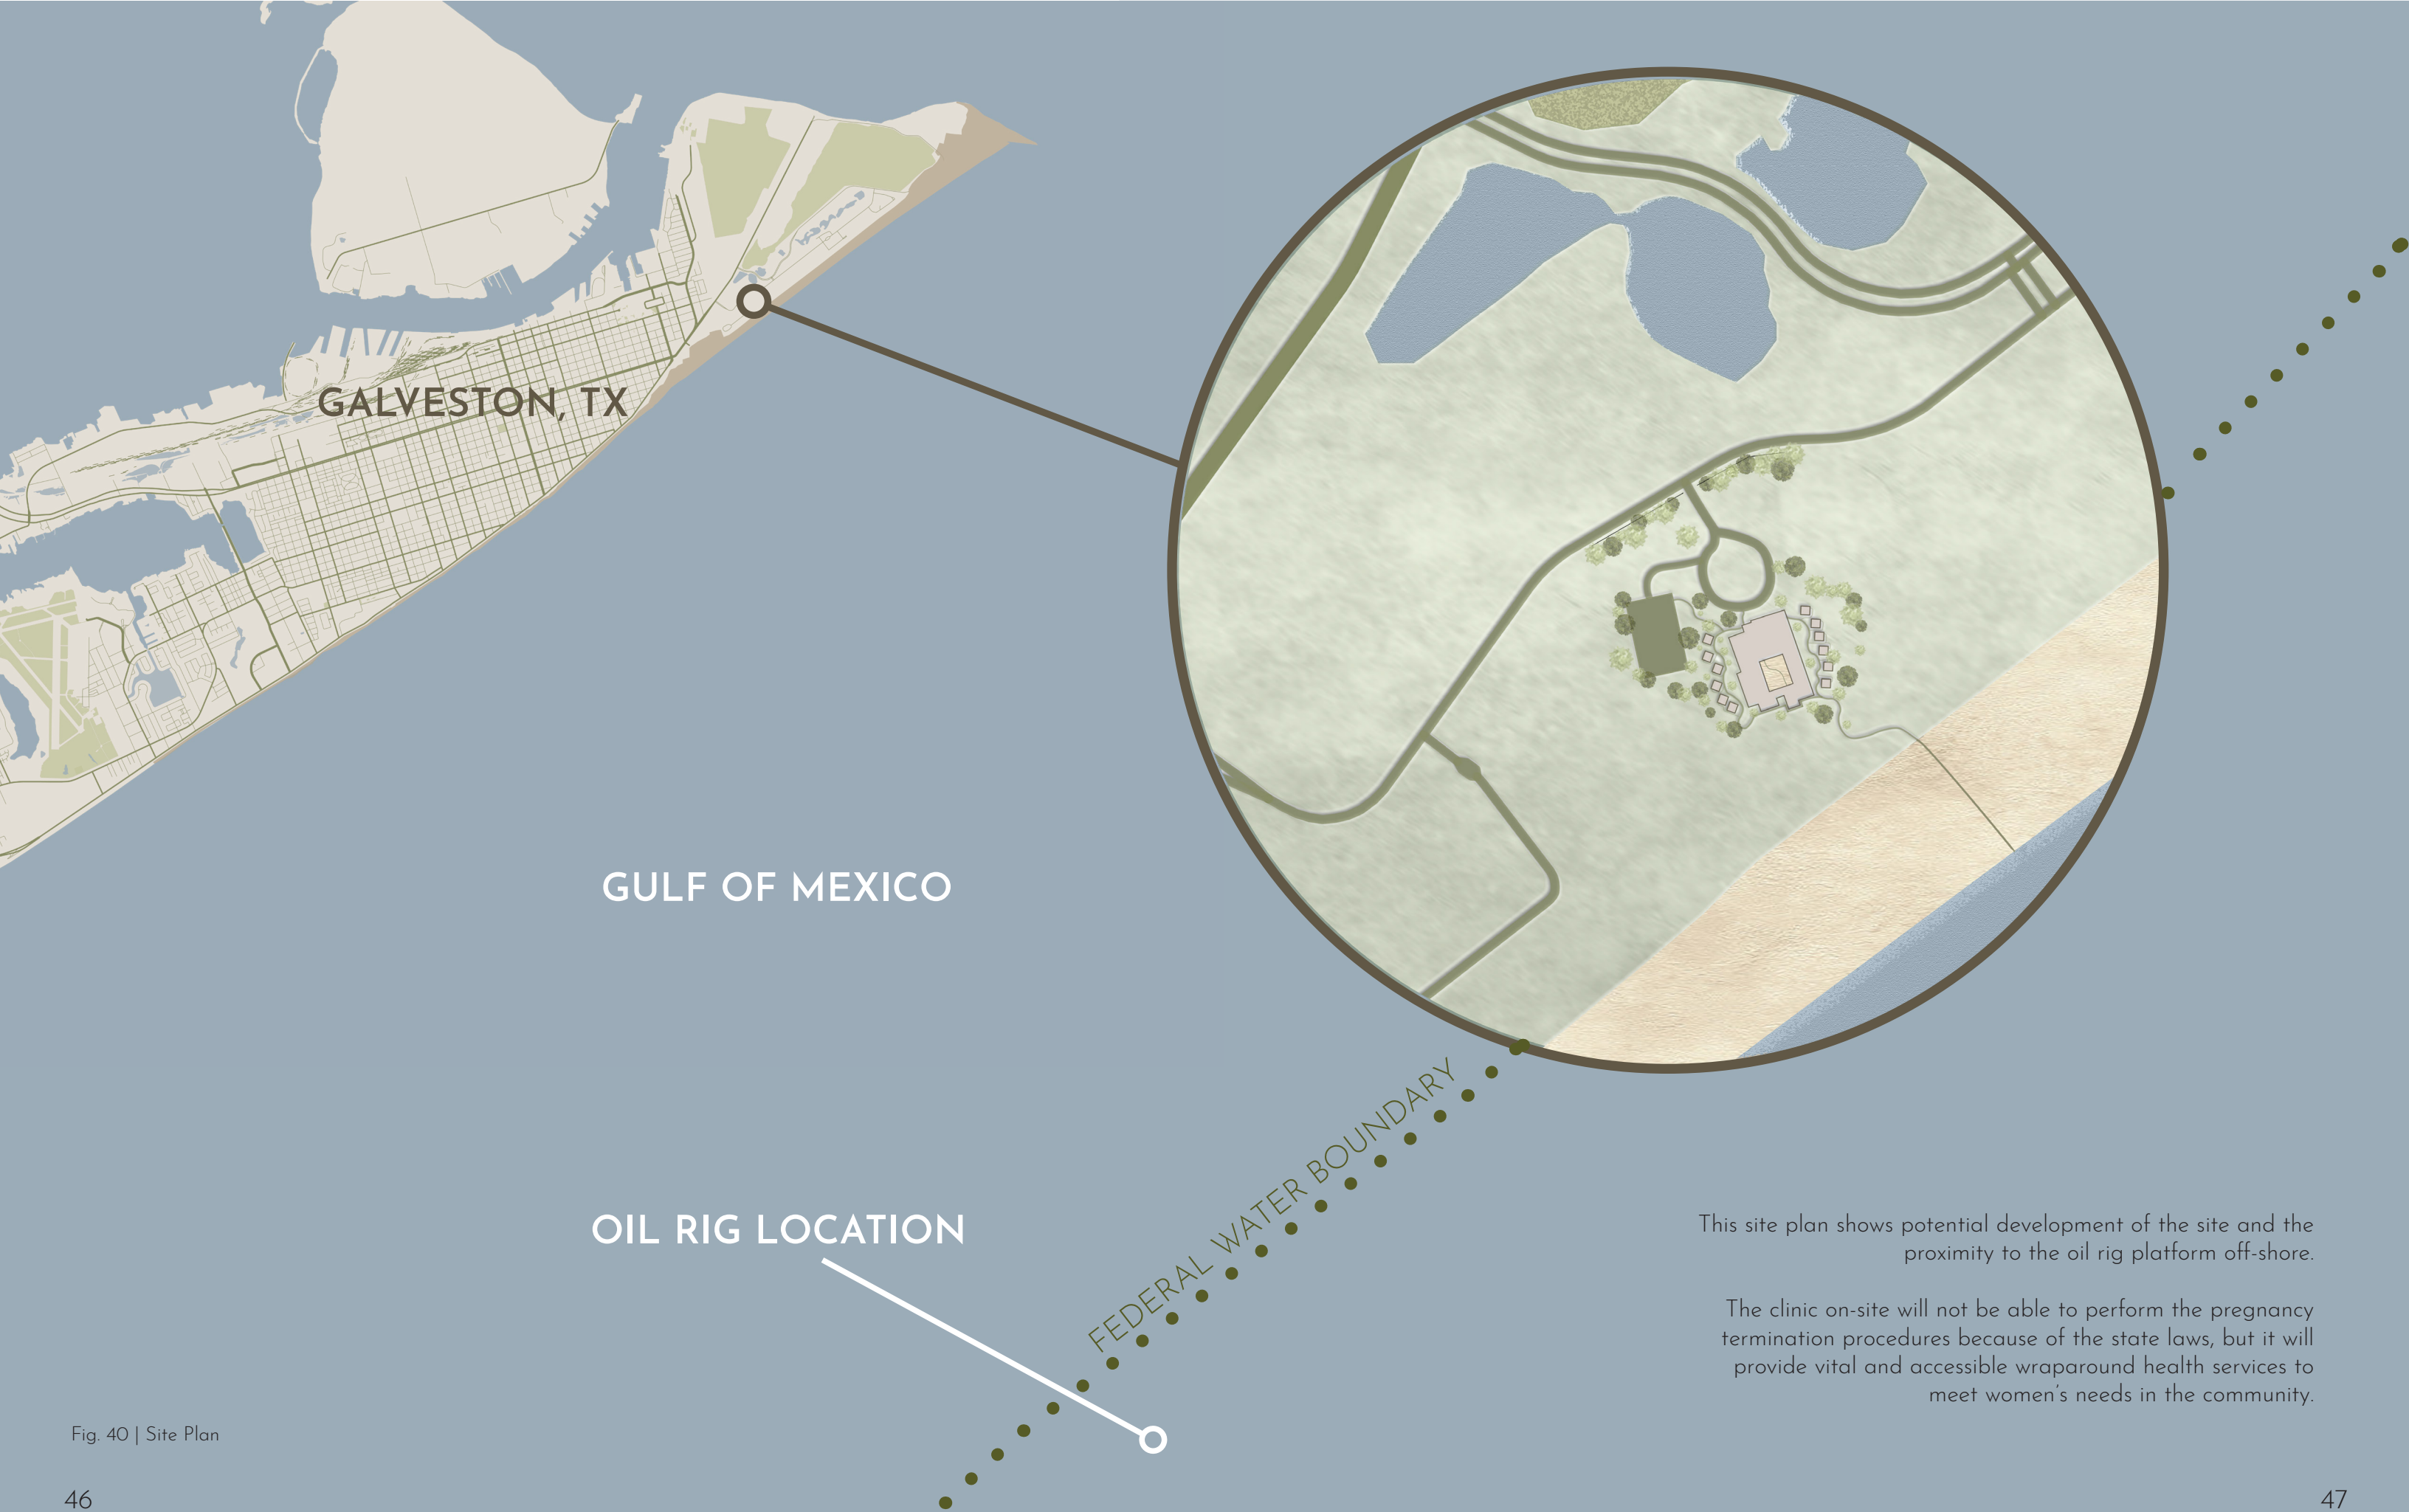 GALVESTON, TX
GULF OF MEXICO
OIL RIG LOCATION
FEDERAL WATER BOUNDARY
This site plan shows potential development of the site and the
proximity to the oil rig platform off-shore.
The clinic on-site will not be able to perform the pregnancy
termination procedures because of the state laws, but it will
provide vital and accessible wraparound health services to
meet women's needs in the community.
Fig. 40 | Site Plan
46
47